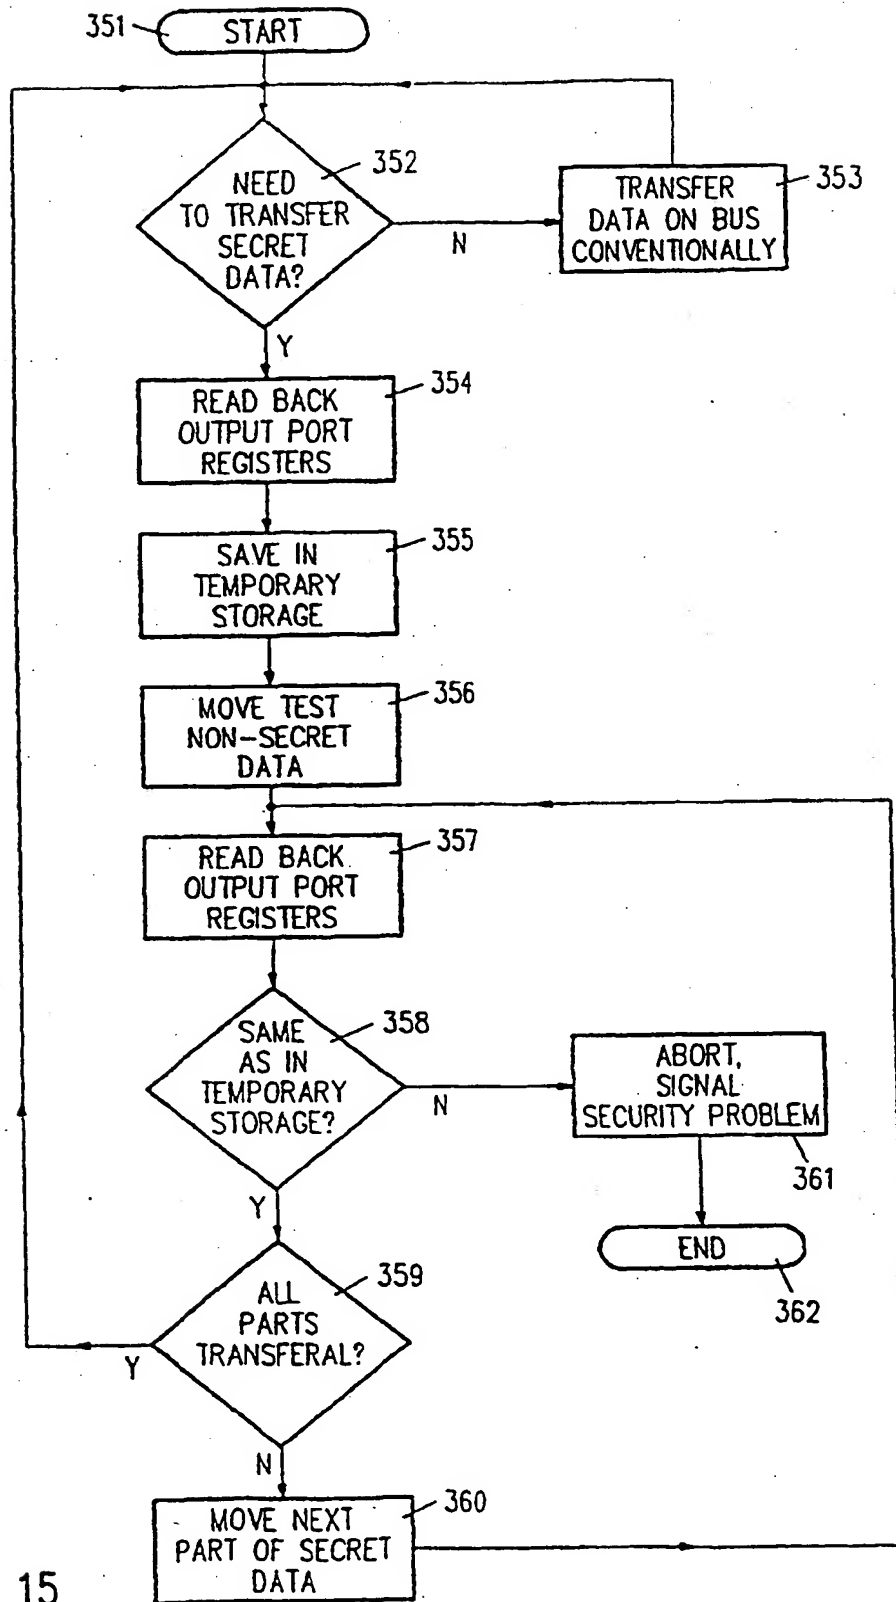 351
START
352
NEED
TO TRANSFER
SECRET
DATA?
N
TRANSFER
DATA ON BUS
CONVENTIONALLY
353
Y
354
READ BACK
OUTPUT PORT
REGISTERS
355
SAVE IN
TEMPORARY
STORAGE
356
MOVE TEST
NON-SECRET
DATA
357
READ BACK
OUTPUT PORT
REGISTERS
358
SAME
AS IN
TEMPORARY
STORAGE?
N
ABORT,
SIGNAL
SECURITY PROBLEM
361
Y
END
362
359
ALL
PARTS
TRANSFERAL?
Y
N
360
MOVE NEXT
PART OF SECRET
DATA
15